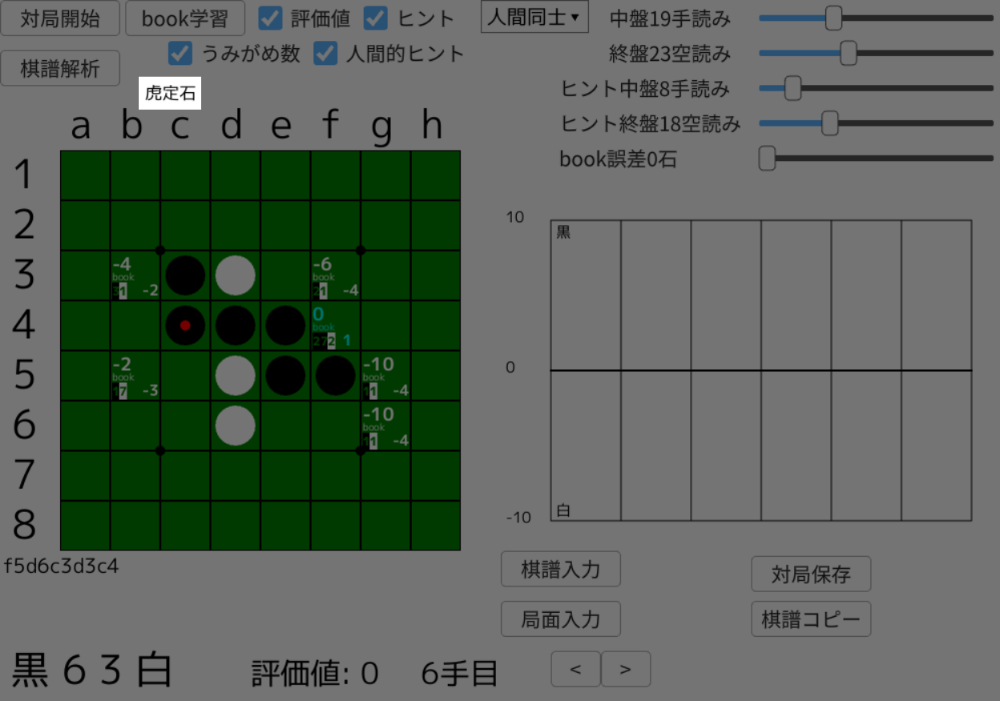 対局開始 book学習 評価値 ヒント 人間同士▼ 中盤19手読み
うみがめ数 人間的ヒント 終盤23空読み
棋譜解析 ヒント中盤8手読み
虎定石
ヒント終盤18空読み
book誤差0石
a b c d e f g h
1
2
3
4
5
6
7
8
-4
book
-2
-6
book
-4
0
book
1
-2
book
-3
-10
book
-4
-10
book
-4
f5d6c3d3c4
10
黒
0
白
-10
棋譜入力 対局保存
局面入力 棋譜コピー
黒 6 3 白 評価値: 0 6手目 < >